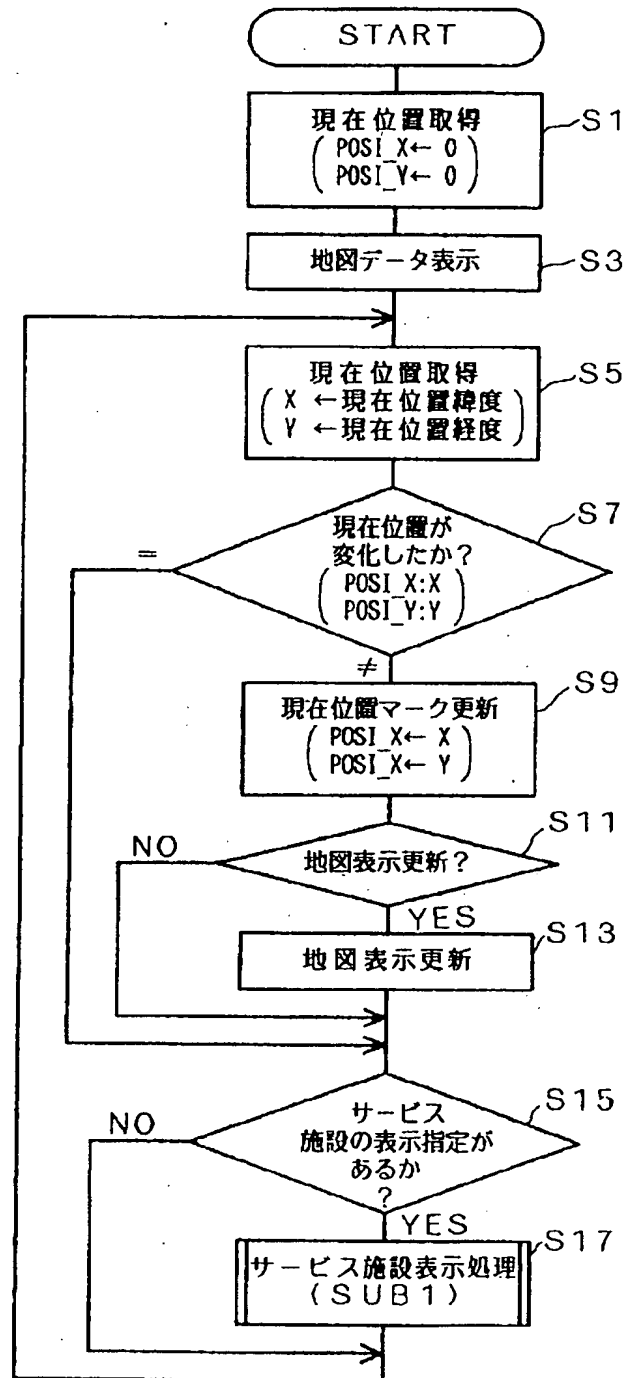 START
現在位置取得
( POSI_X← 0
POSI_Y← 0 )
S1
地図データ表示
S3
現在位置取得
( X ←現在位置緯度
Y ←現在位置経度 )
S5
現在位置が
変化したか?
( POSI_X:X
POSI_Y:Y )
S7
=
≠
現在位置マーク更新
( POSI_X← X
POSI_X← Y )
S9
地図表示更新?
S11
NO
YES
地図表示更新
S13
サービス
施設の表示指定が
あるか
?
S15
NO
YES
サービス施設表示処理
(SUB1)
S17